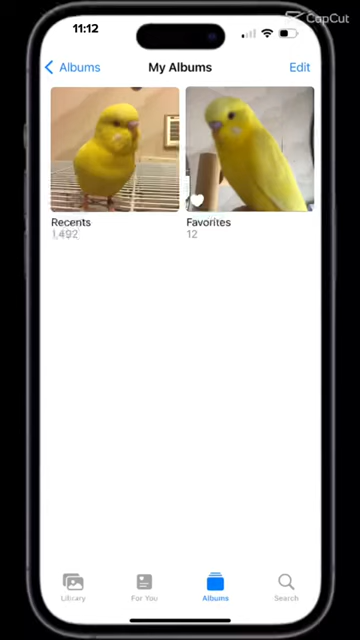 11:12
CapCut
Albums
My Albums
Edit
Recents
1,492
Favorites
12
Library
For You
Albums
Search